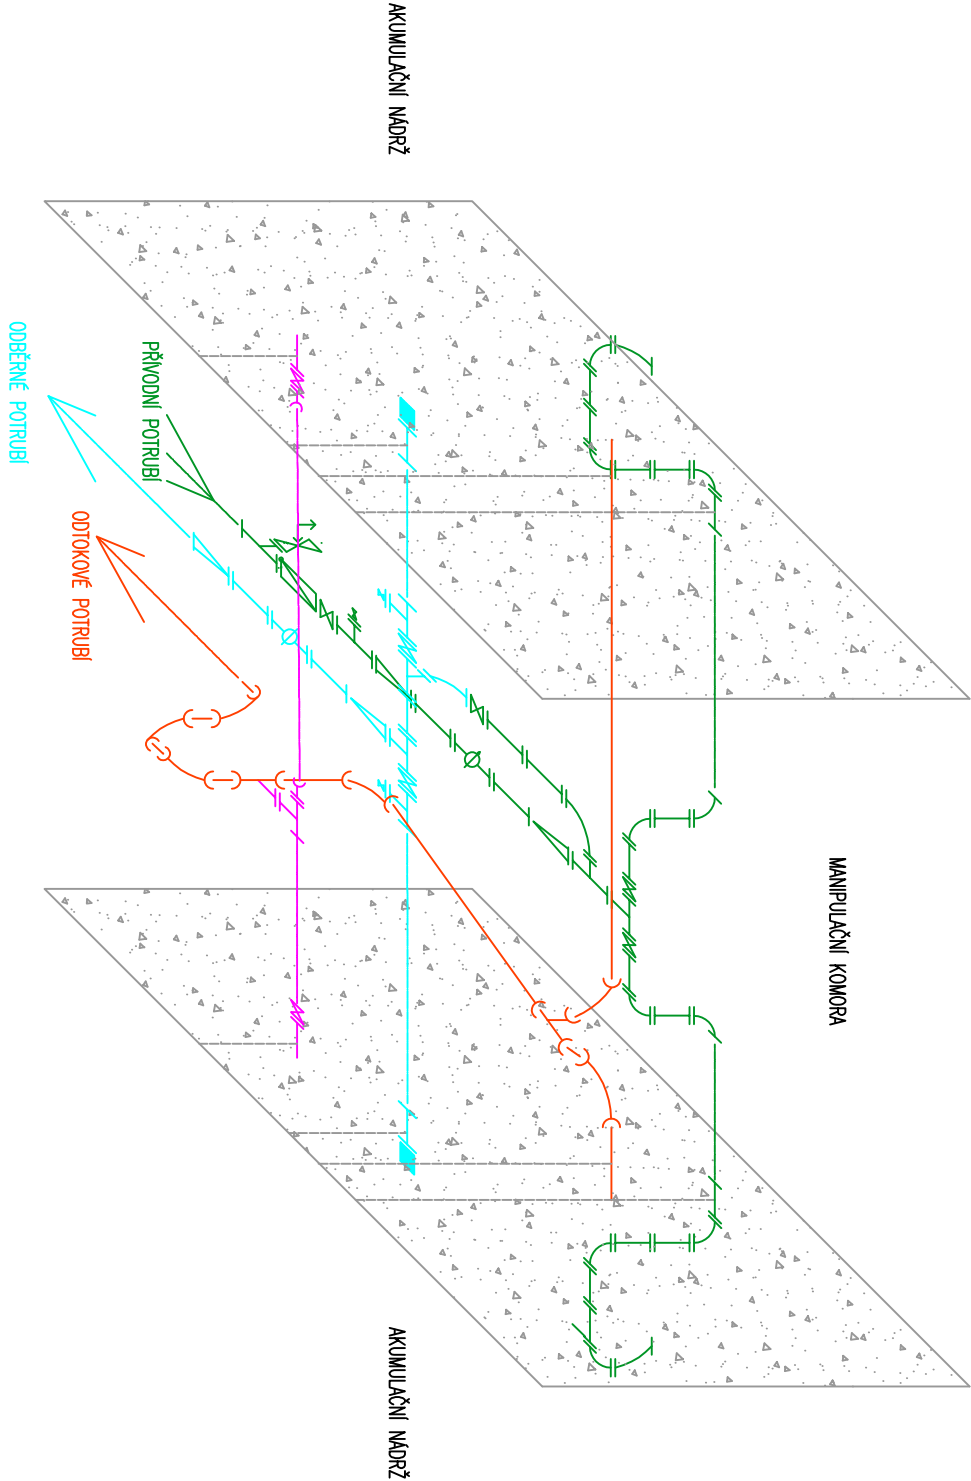 AKUMULAČNÍ NÁDRŽ
MANIPULAČNÍ KOMORA
AKUMULAČNÍ NÁDRŽ
PŘÍVODNÍ POTRUBÍ
ODTOKOVÉ POTRUBÍ
ODBĚRNÉ POTRUBÍ